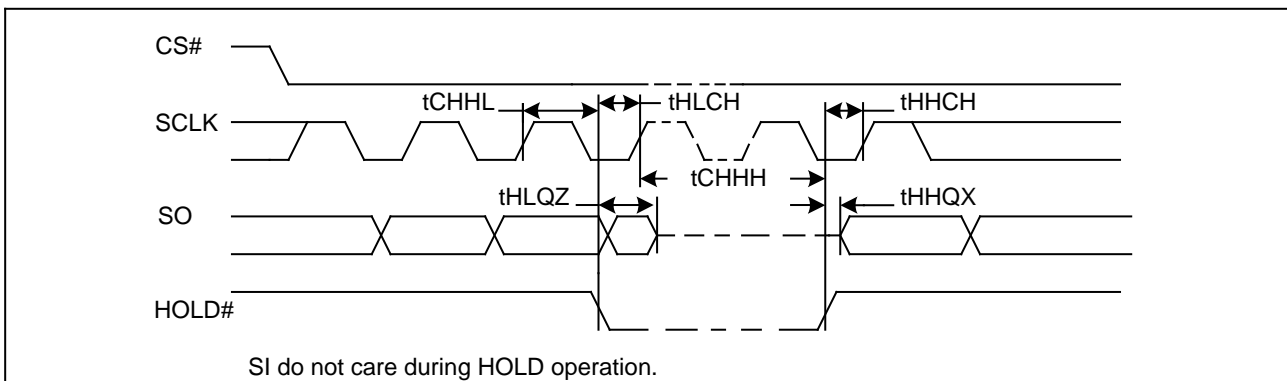 CS#
tCHHL
tHLCH
tHHCH
SCLK
tCHHH
tHLQZ
tHHQX
SO
HOLD#
SI do not care during HOLD operation.